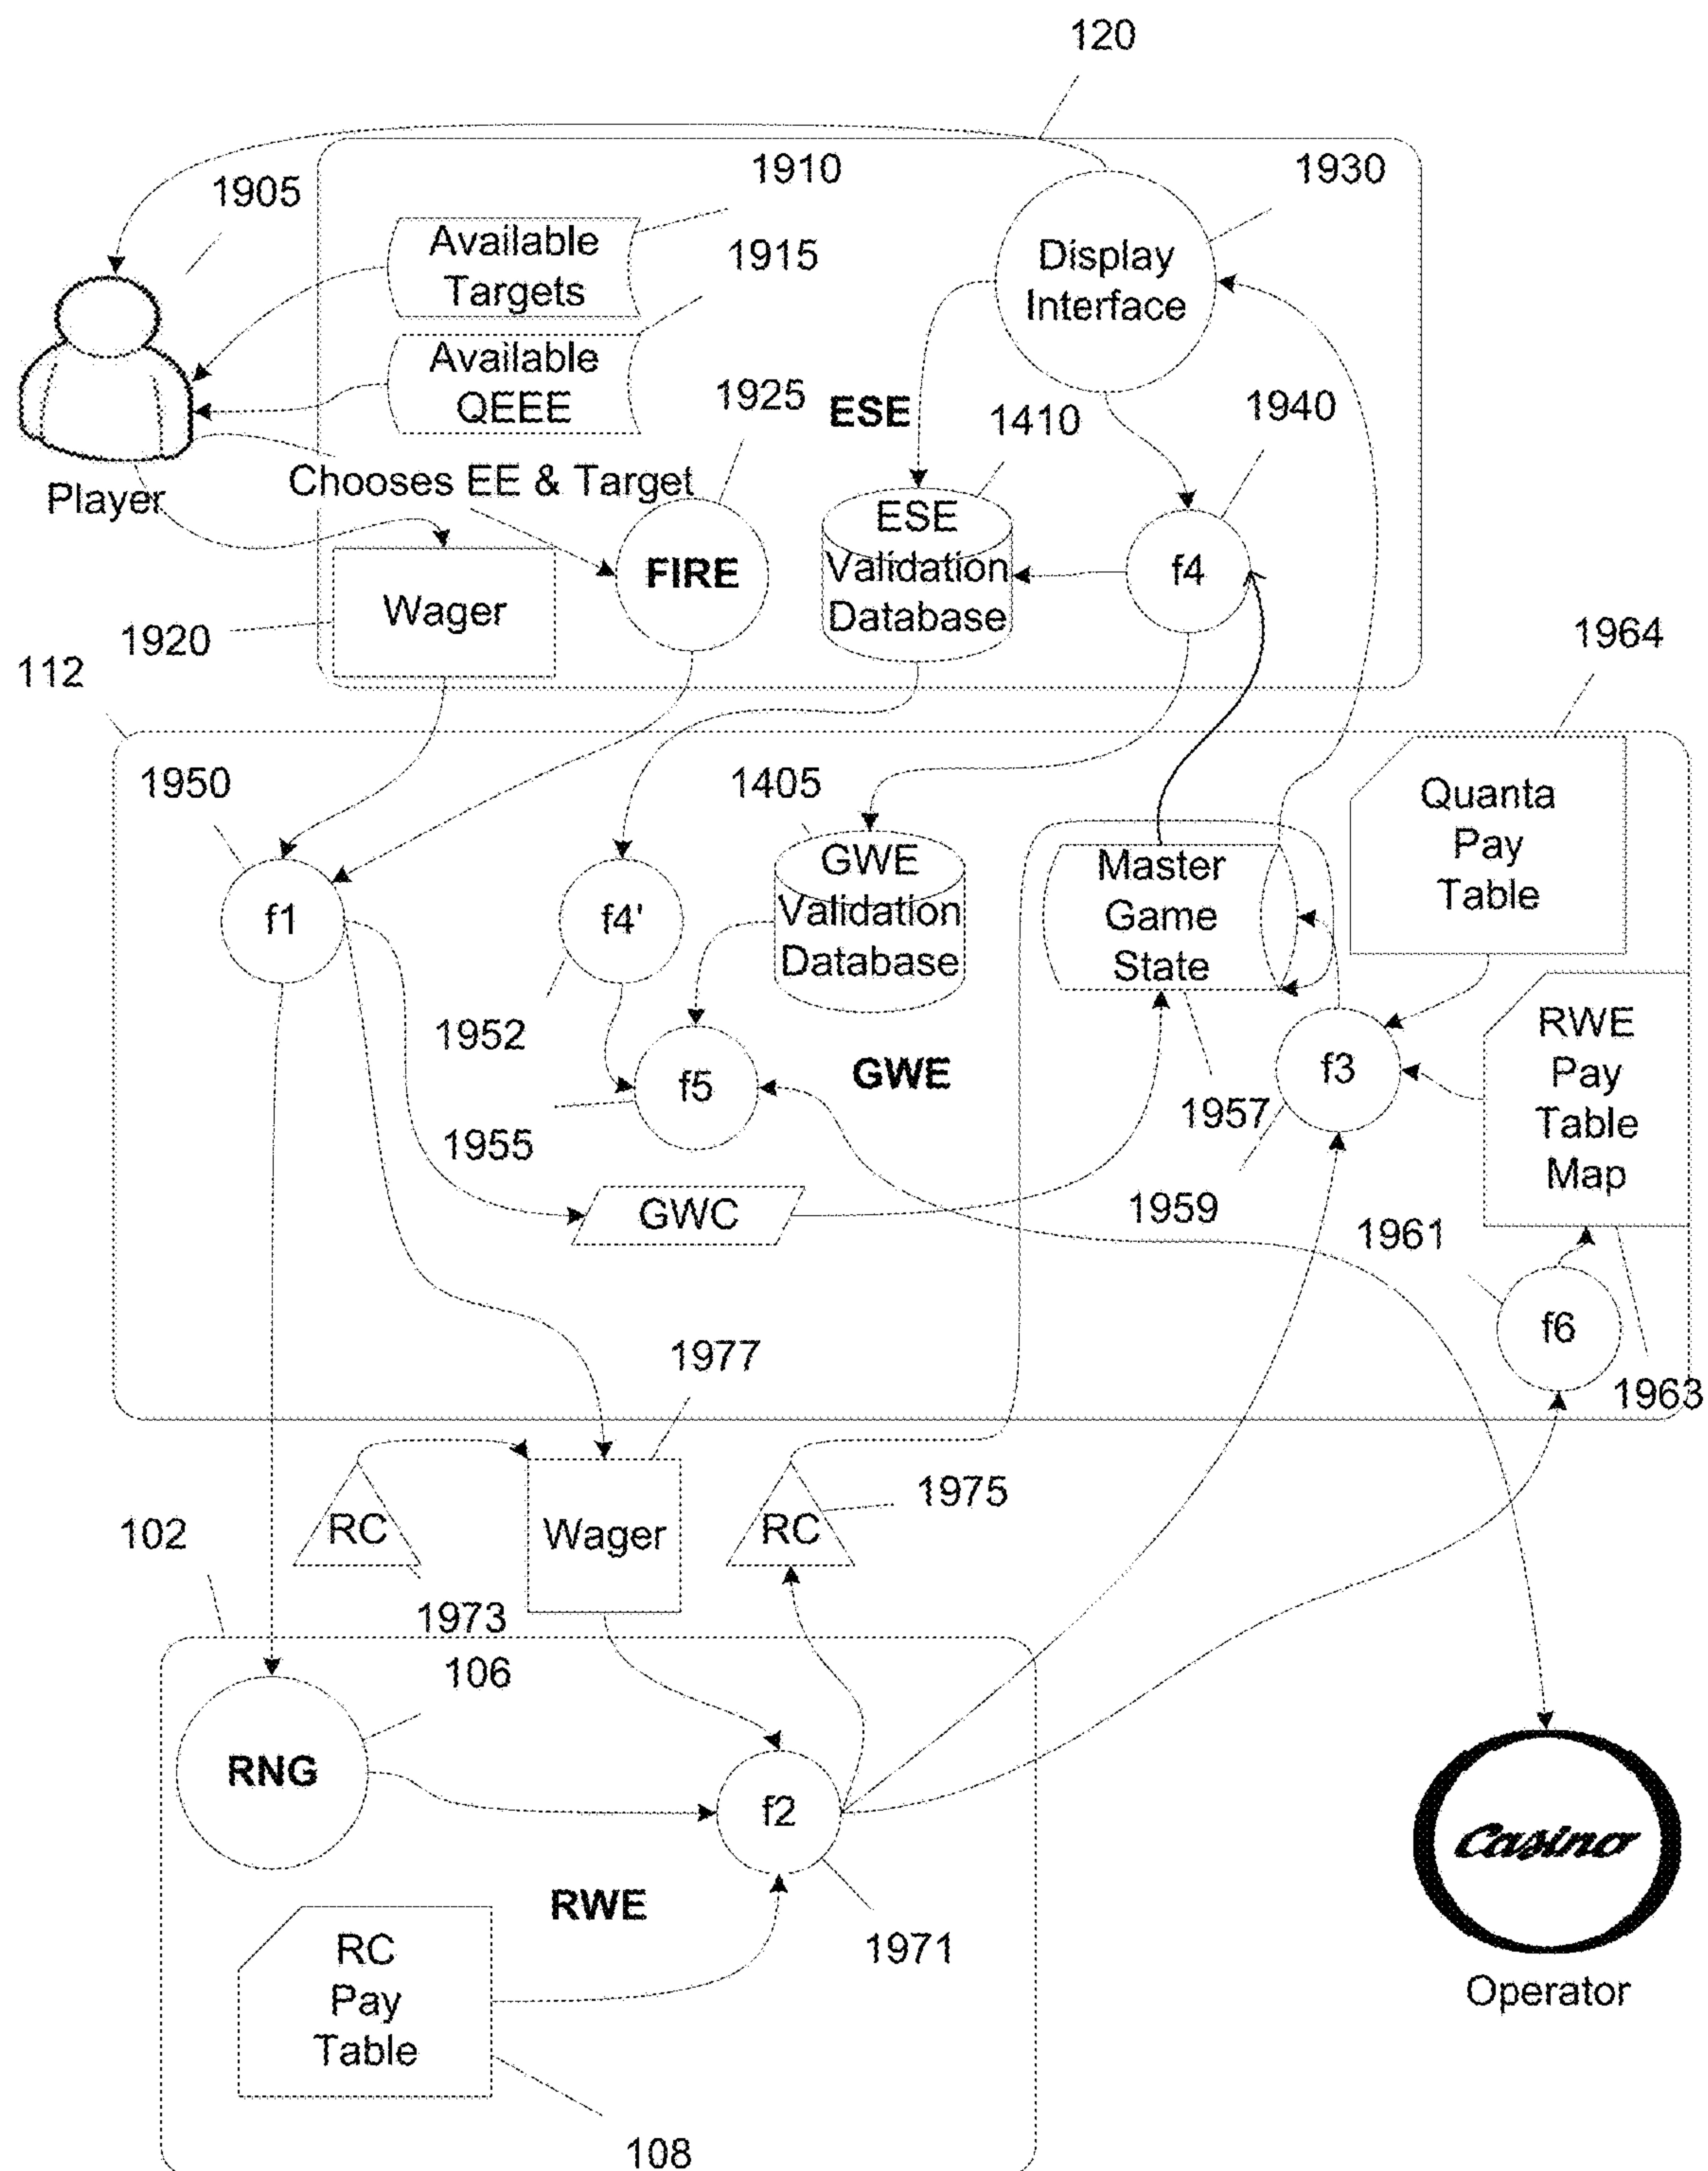 120
1910
1930
1905
Available
Targets
1915
Display
Interface
Available
QEEE
1925
ESE
1410
1940
Player
Chooses EE & Target
ESE
Validation
Database
f4
FIRE
Wager
1920
1964
112
1950
1405
Quanta
Pay
Table
f1
f4'
GWE
Validation
Database
Master
Game
State
1952
f5
GWE
f3
RWE
Pay
Table
Map
1957
1955
GWC
1959
1961
f6
1977
1963
RC
Wager
RC
1975
102
1973
106
RNG
f2
Casino
RWE
1971
RC
Pay
Table
Operator
108